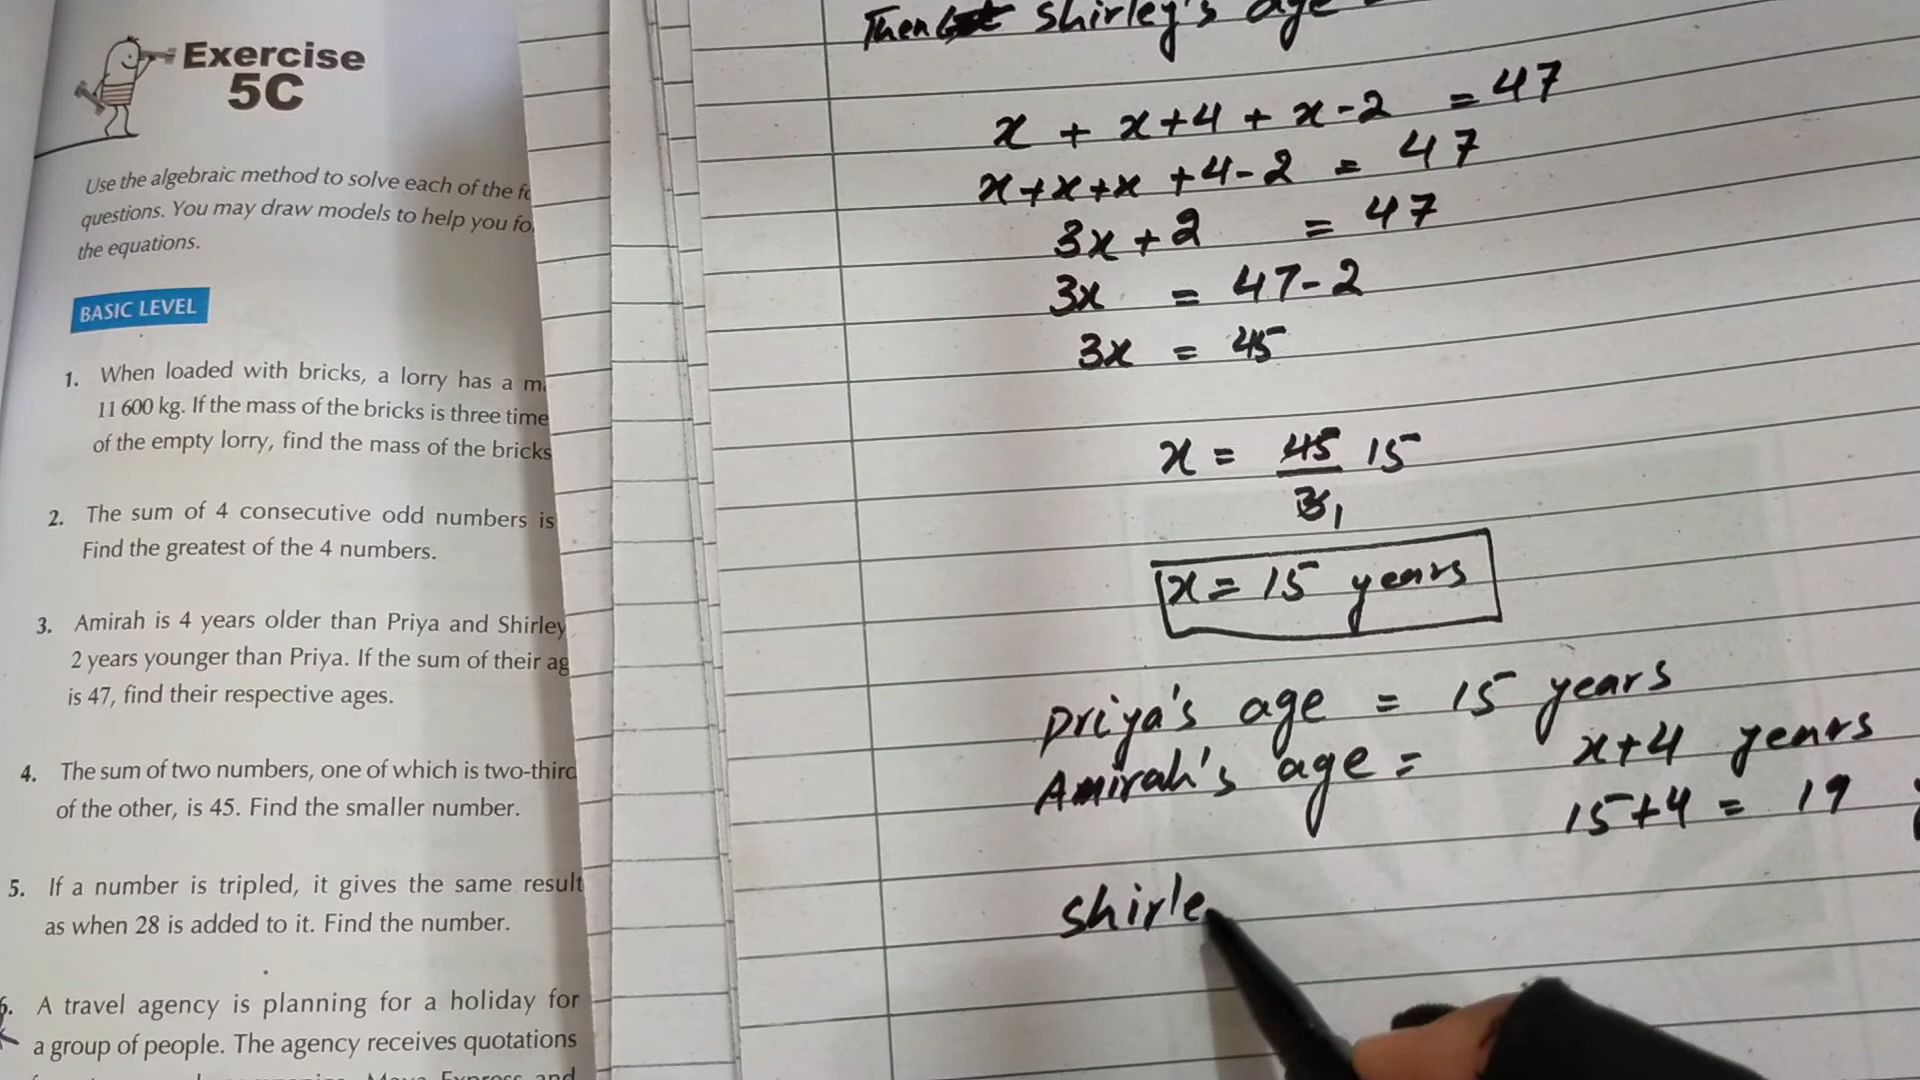 Exercise
5C
Use the algebraic method to solve each of the
questions. You may draw models to help you
the equations.
BASIC LEVEL
1. When loaded with bricks, a lorry has a
11 600 kg. If the mass of the bricks is three time
of the empty lorry, find the mass of the bricks
2. The sum of 4 consecutive odd numbers is
Find the greatest of the 4 numbers.
3. Amirah is 4 years older than Priya and Shirley
2 years younger than Priya. If the sum of their ag
is 47, find their respective ages.
4. The sum of two numbers, one of which is two-third
of the other, is 45. Find the smaller number.
5. If a number is tripled, it gives the same result
as when 28 is added to it. Find the number.
6. A travel agency is planning for a holiday for
a group of people. The agency receives quotations
Express and
Then shirley's age
x + x+4 + x-2 = 47
x+x+x +4-2 = 47
3x+2 = 47
3x = 47-2
3x = 45
x = 45 15
3 1
x = 15 years
Priya's age = 15 years
Amirah's age = x+4 years
15+4 = 19
shirle